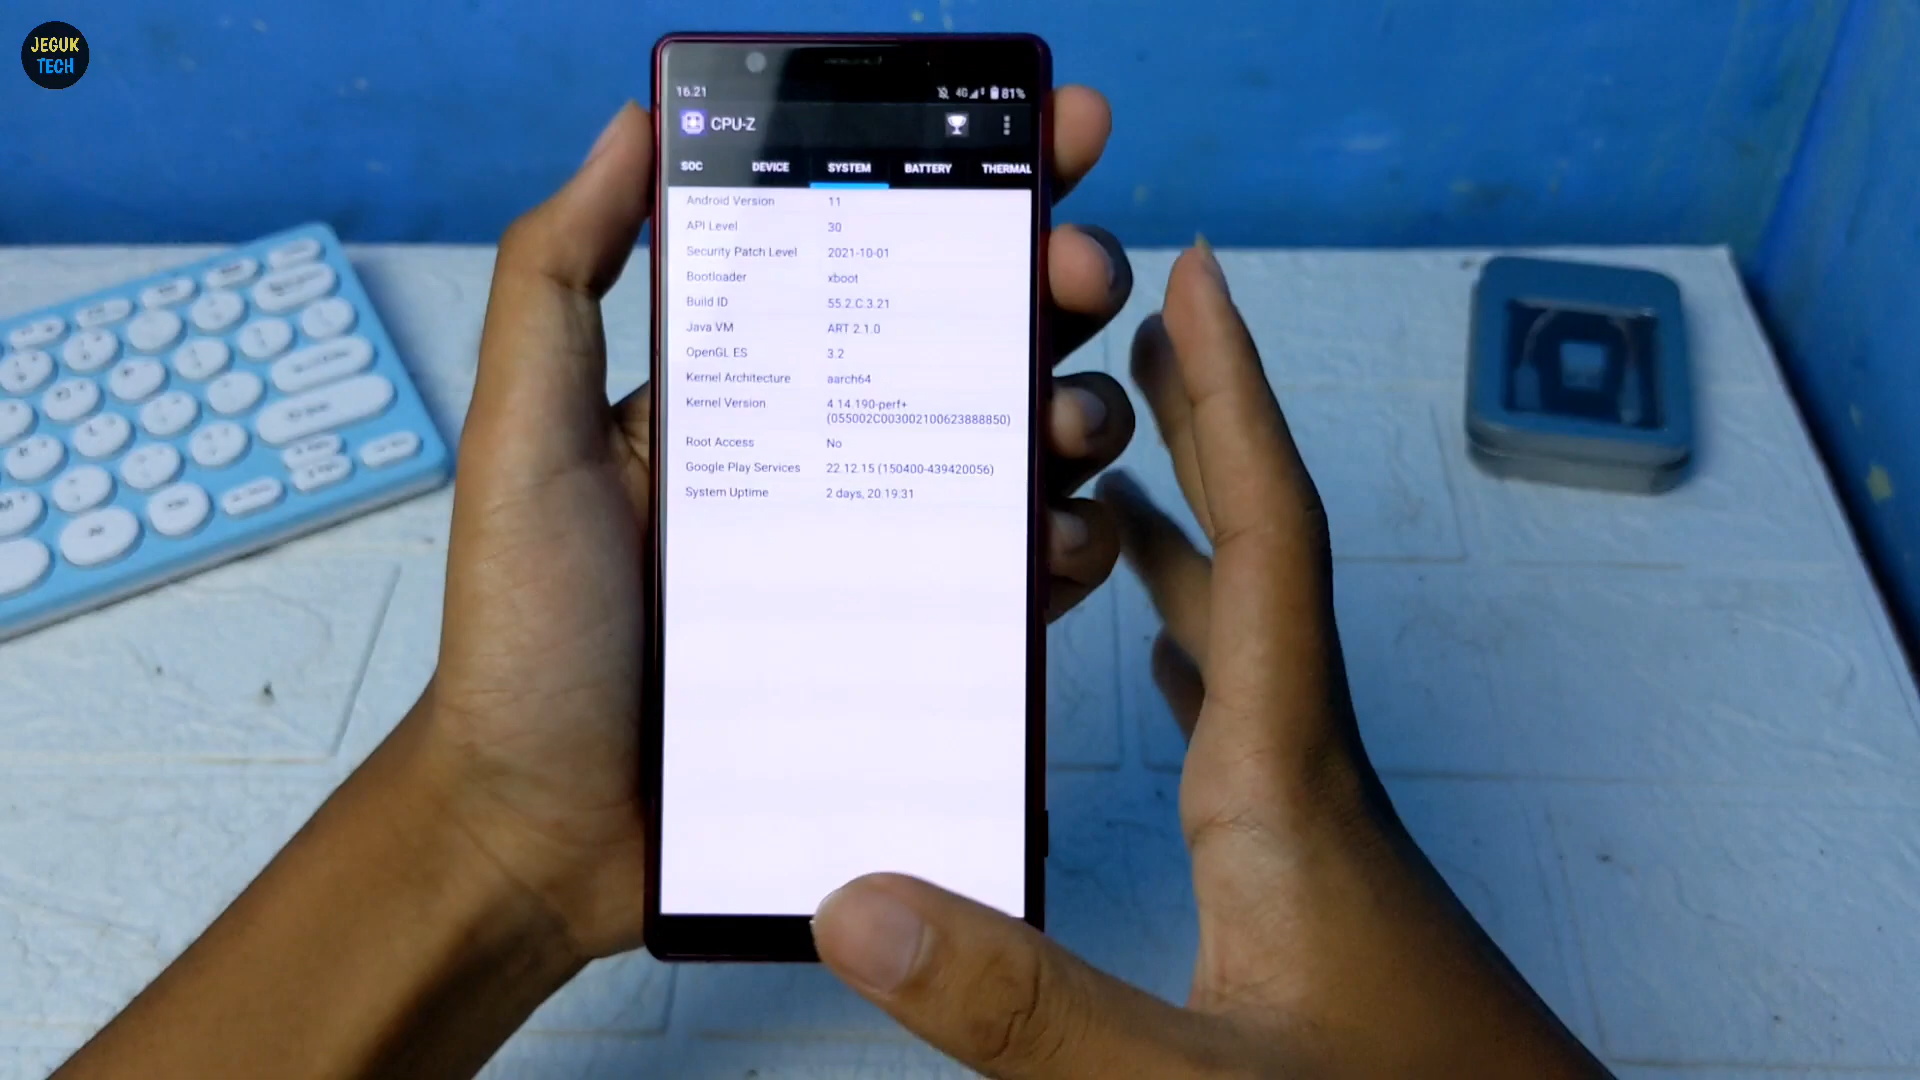 JEGUK
TECH
16.21
4G
81%
CPU-Z
SOC DEVICE SYSTEM BATTERY THERMAL
Android Version 11
API Level 30
Security Patch Level 2021-10-01
Bootloader xboot
Build ID 55.2.C.3.21
Java VM ART 2.1.0
OpenGL ES 3.2
Kernel Architecture aarch64
Kernel Version 4.14.190-perf+
(055002C003002100623888850)
Root Access No
Google Play Services 22.12.15 (150400-439420056)
System Uptime 2 days, 20:19:31